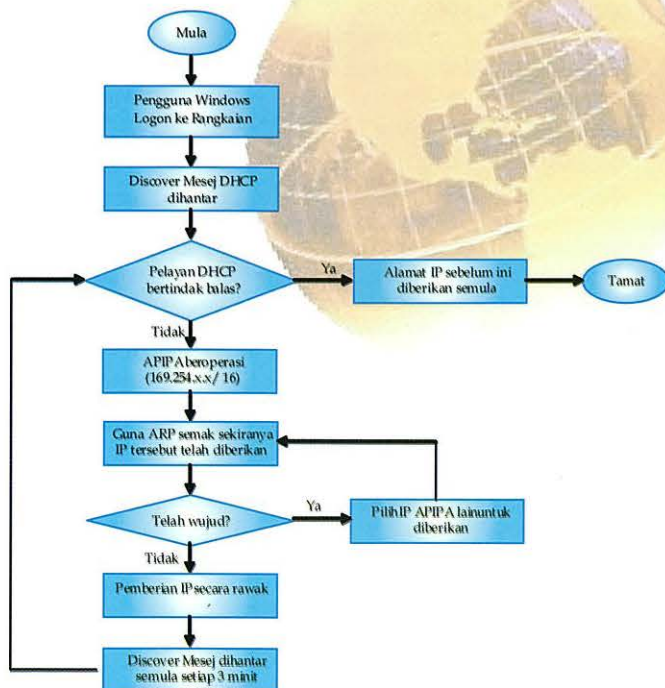 Mula
Pengguna Windows
Logon ke Rangkaian
Discover Mesej DHCP
dihantar
Pelayan DHCP
bertindak balas?
Ya
Alamat IP sebelum ini
diberikan semula
Tamat
Tidak
APIPA beroperasi
(169.254.x.x/ 16)
Guna ARP semak sekiranya
IP tersebut telah diberikan
Telah wujud?
Ya
Pilih IP APIPA lain untuk
diberikan
Tidak
Pemberian IP secara rawak
Discover Mesej dihantar
semula setiap 3 minit